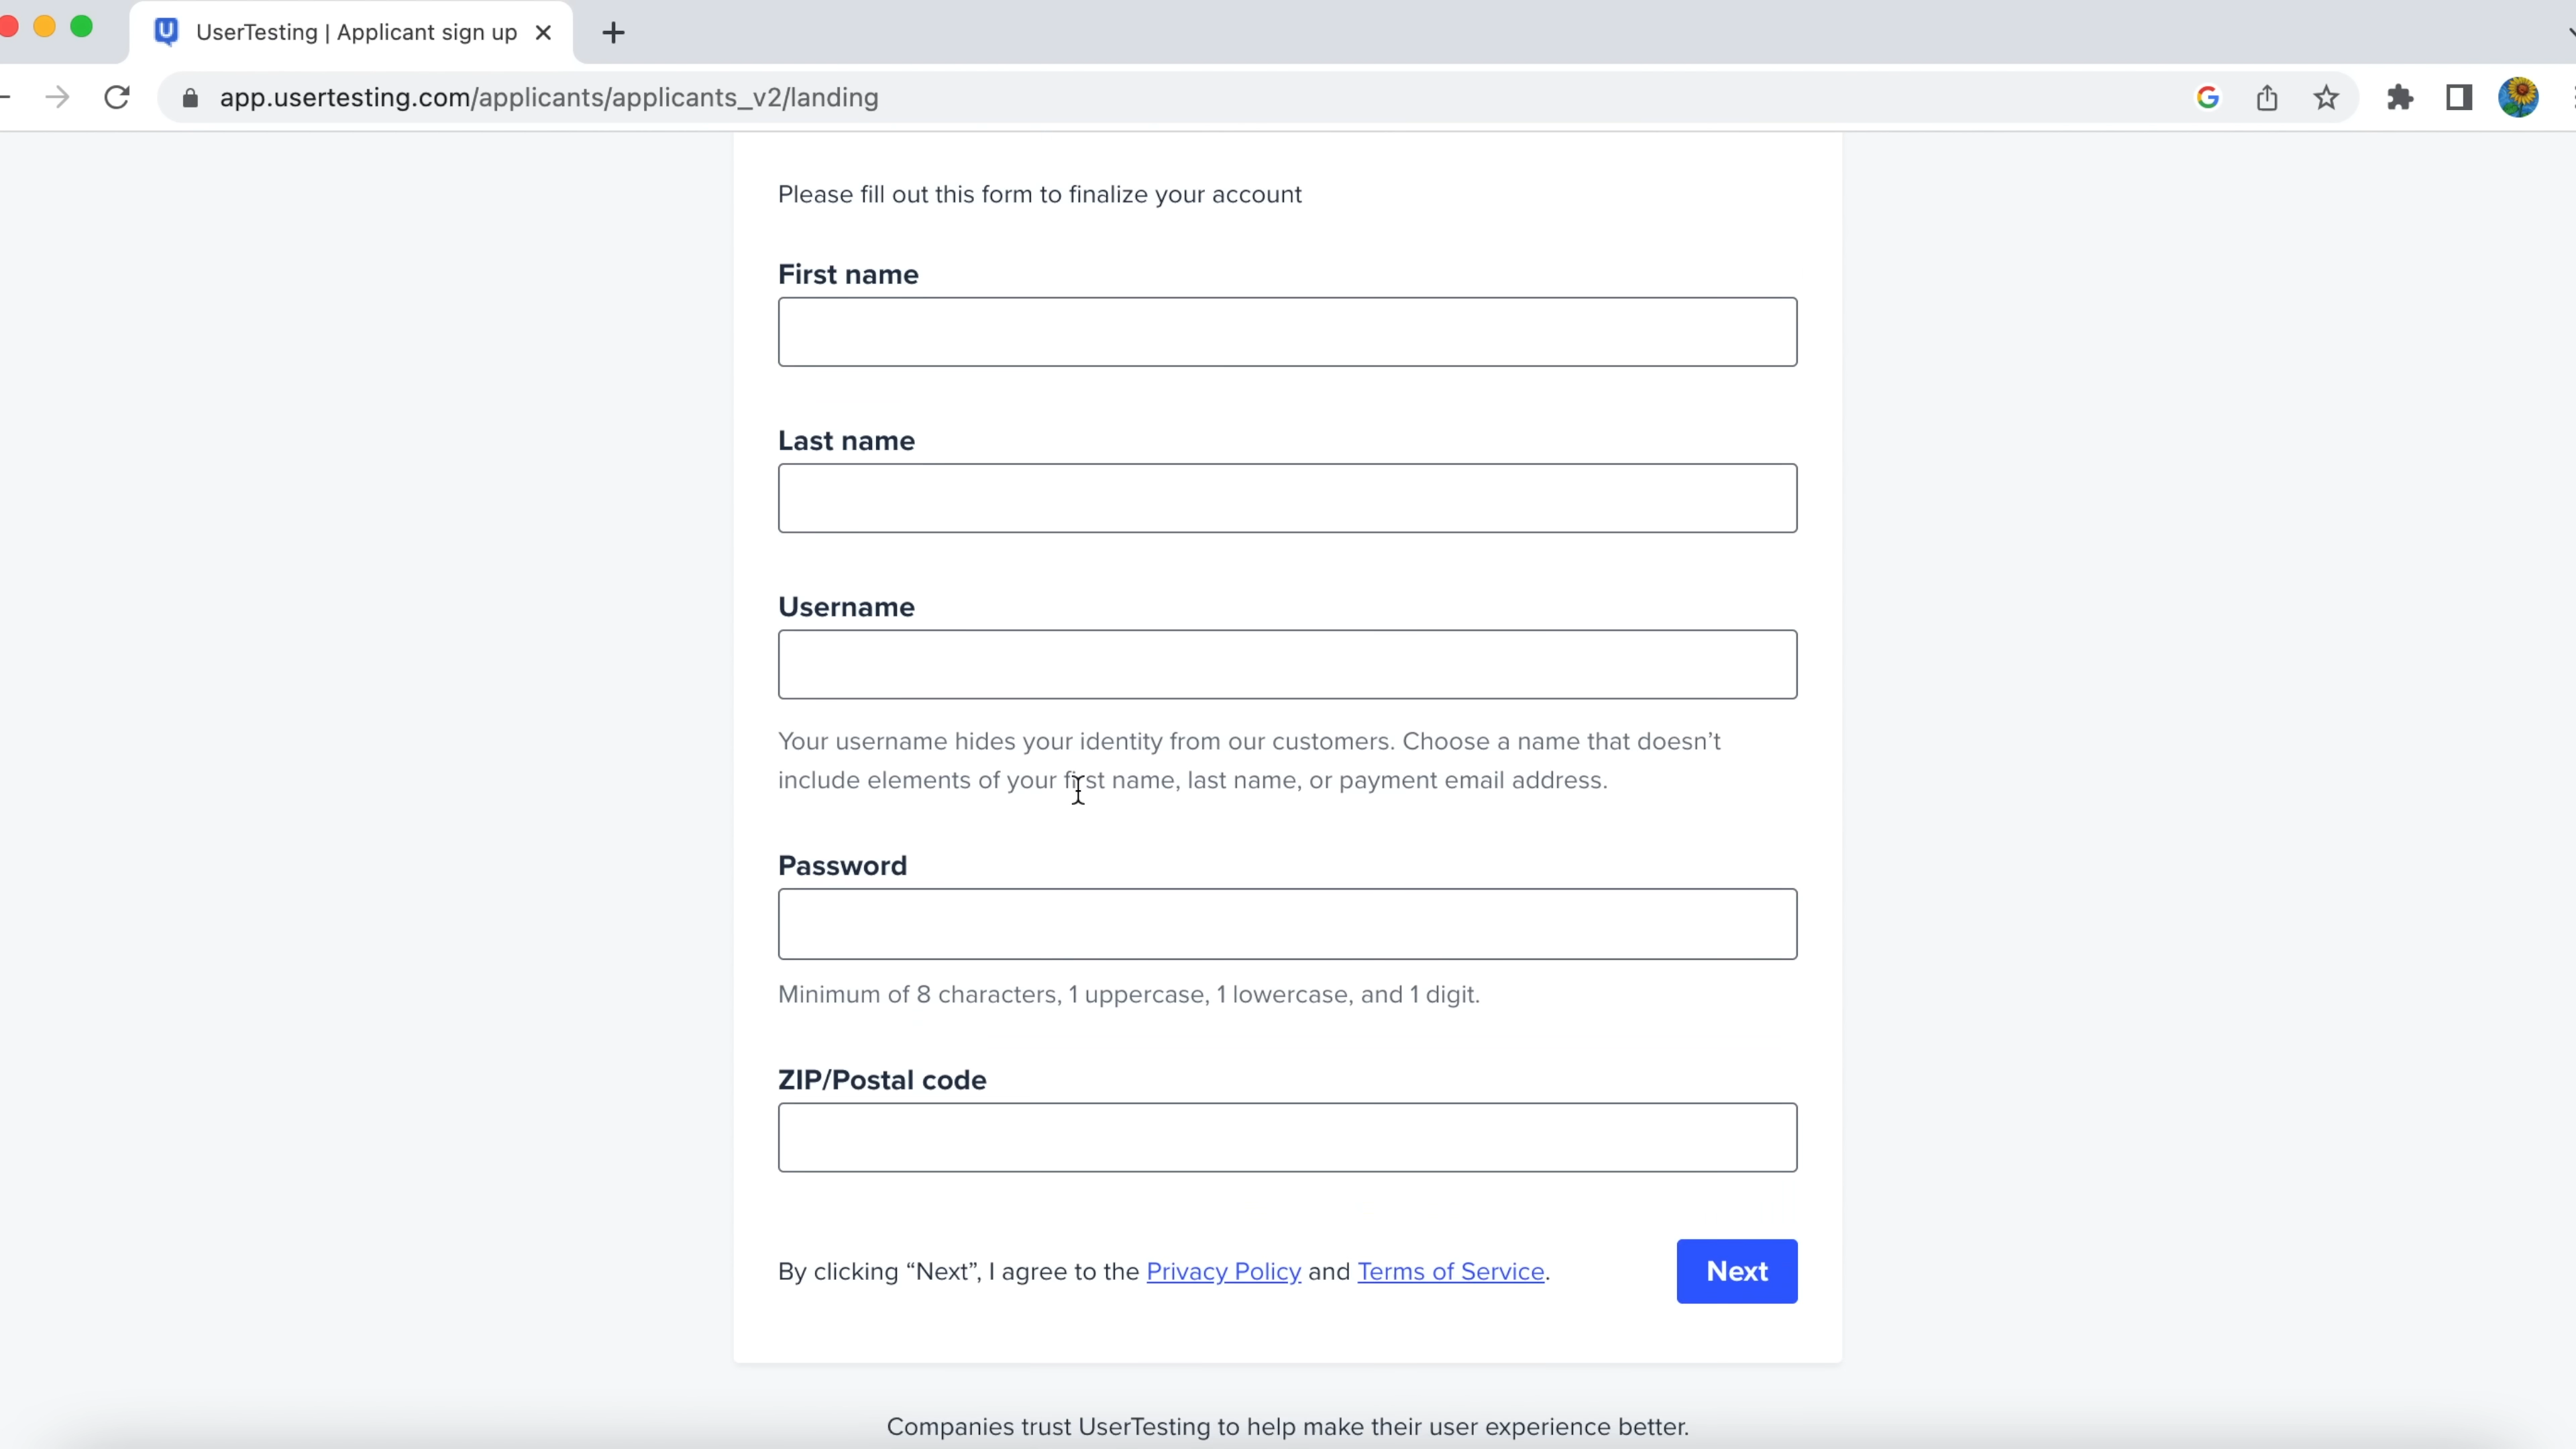 UserTesting | Applicant sign up
app.usertesting.com/applicants/applicants_v2/landing
Please fill out this form to finalize your account
First name
Last name
Username
Your username hides your identity from our customers. Choose a name that doesn’t
include elements of your first name, last name, or payment email address.
Password
Minimum of 8 characters, 1 uppercase, 1 lowercase, and 1 digit.
ZIP/Postal code
By clicking “Next”, I agree to the Privacy Policy and Terms of Service.
Next
Companies trust UserTesting to help make their user experience better.